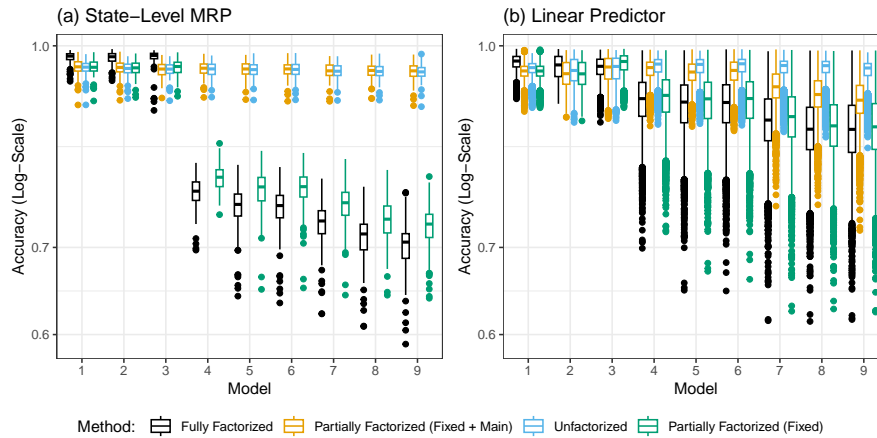 (a) State−Level MRP
(b) Linear Predictor
Accuracy (Log−Scale)
1.0
0.7
0.6
1 2 3 4 5 6 7 8 9
Model
Accuracy (Log−Scale)
1.0
0.7
0.6
1 2 3 4 5 6 7 8 9
Model
Method: Fully Factorized Partially Factorized (Fixed + Main) Unfactorized Partially Factorized (Fixed)